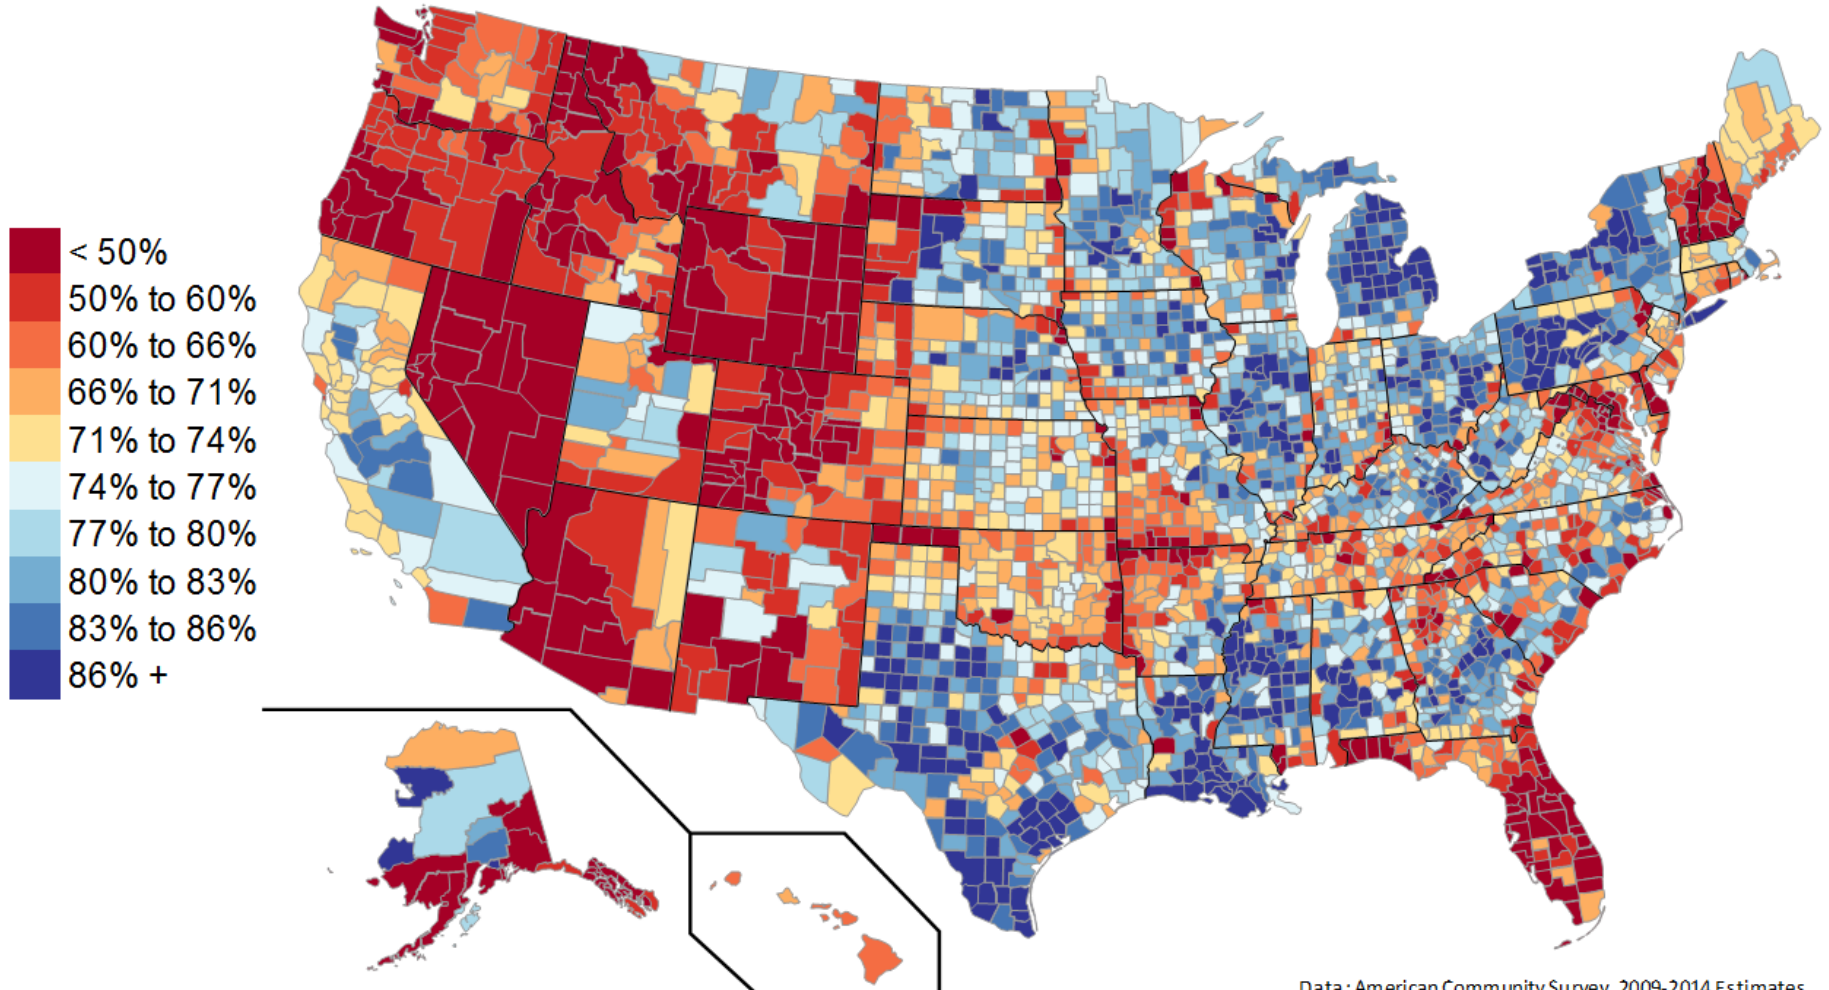 < 50%
50% to 60%
60% to 66%
66% to 71%
71% to 74%
74% to 77%
77% to 80%
80% to 83%
83% to 86%
86% +
Data: American Community Survey, 2009-2014 Estimates